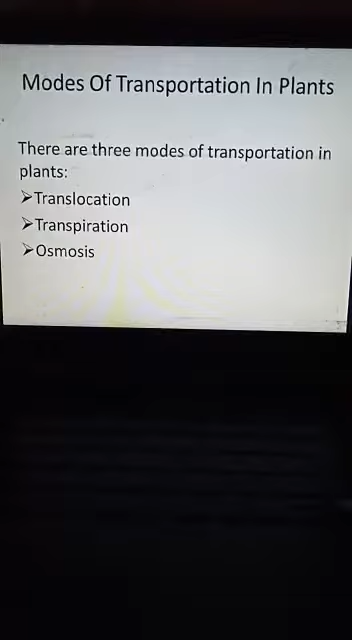 Modes Of Transportation In Plants
There are three modes of transportation in
plants:
➢Translocation
➢Transpiration
➢Osmosis